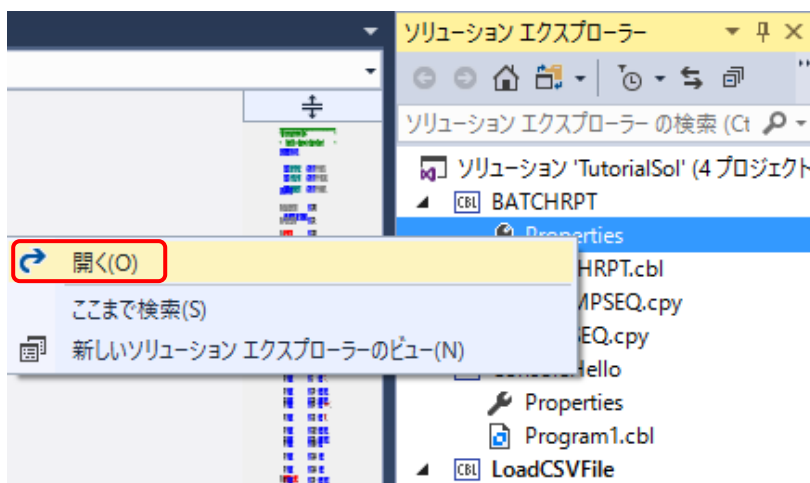 ソリューション エクスプローラー
ソリューション エクスプローラー の検索 (Ct
ソリューション 'TutorialSol' (4 プロジェクト
CBL BATCHRPT
Properties
開く(O)
HRPT.cbl
ここまで検索(S)
MPSEQ.cpy
新しいソリューション エクスプローラーのビュー(N)
EQ.cpy
Hello
Properties
Program1.cbl
CBL LoadCSVFile